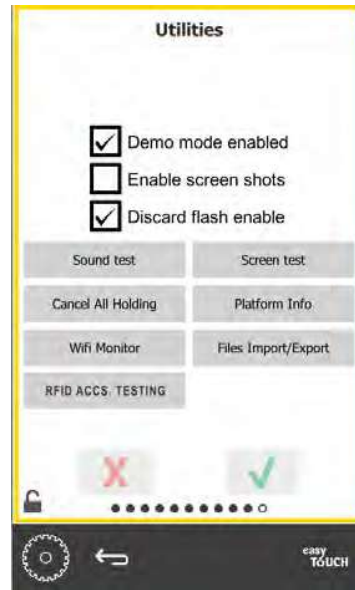 Utilities
Demo mode enabled
Enable screen shots
Discard flash enable
Sound test
Screen test
Cancel All Holding
Platform Info
Wifi Monitor
Files Import/Export
RFID ACCS. TESTING
easy
TOUCH